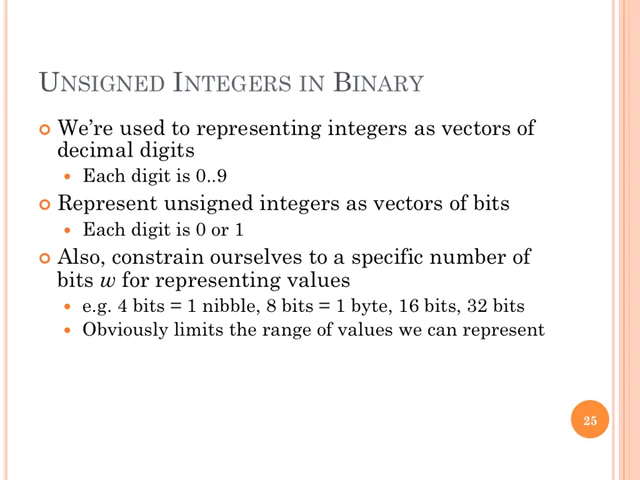 UNSIGNED INTEGERS IN BINARY
We're used to representing integers as vectors of
decimal digits
Each digit is 0..9
Represent unsigned integers as vectors of bits
Each digit is 0 or 1
Also, constrain ourselves to a specific number of
bits w for representing values
e.g. 4 bits = 1 nibble, 8 bits = 1 byte, 16 bits, 32 bits
Obviously limits the range of values we can represent
25